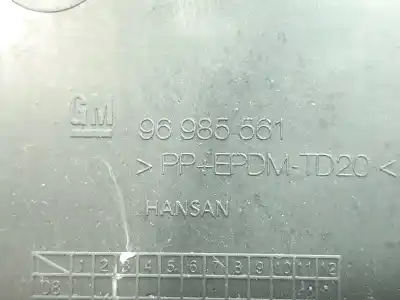 GM 96 985 561
> PP+EPDM-TD20 <
HANSAN
1 2 3 4 5 6 7 8 9 10 11 12
08